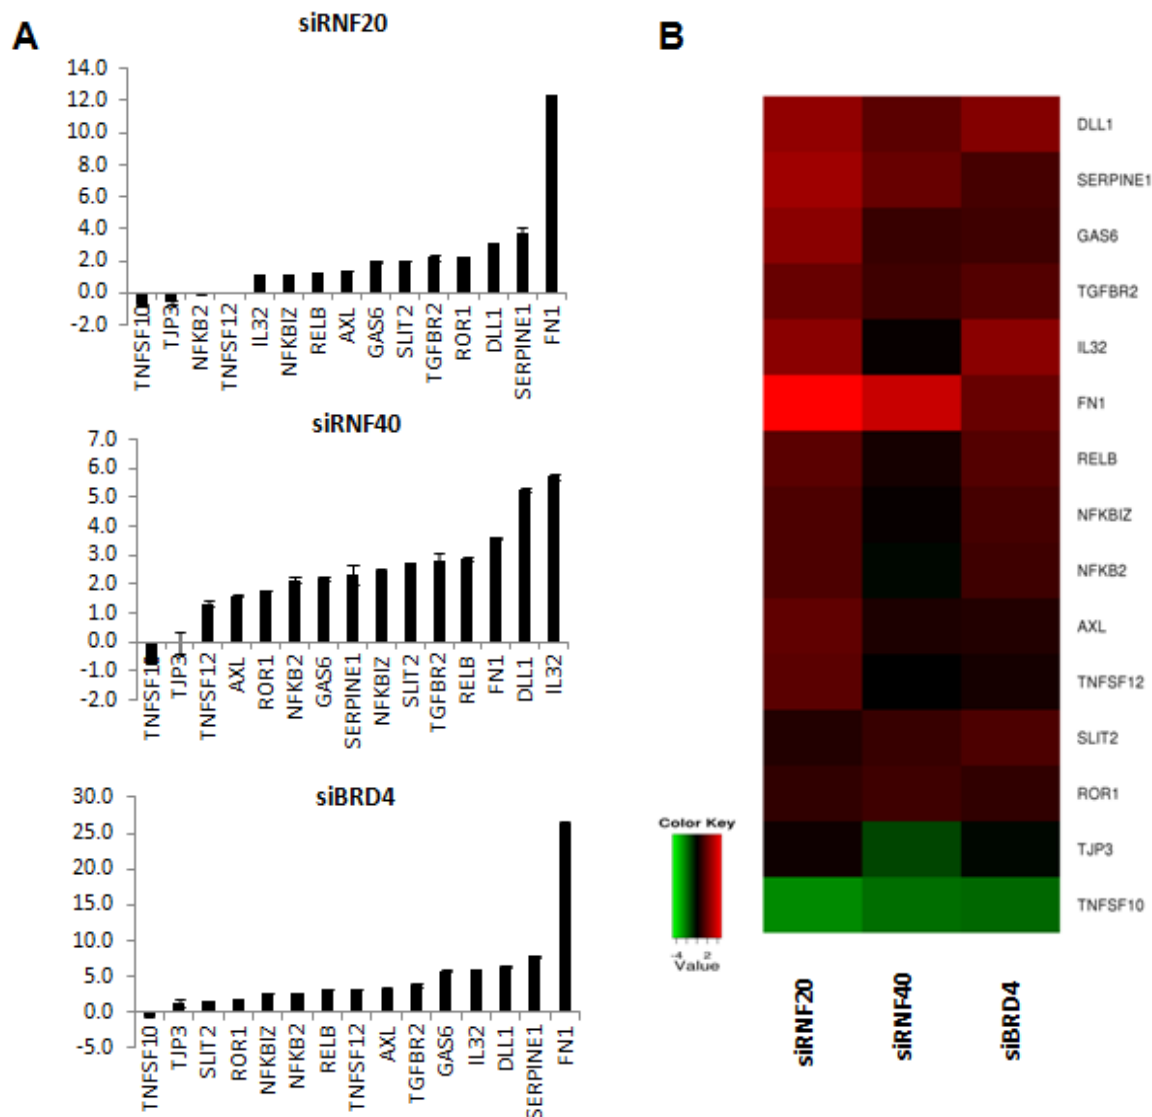 A
siRNF20
14.0
12.0
10.0
8.0
6.0
4.0
2.0
0.0
-2.0
TNFSF10
TJP3
NFKB2
TNFSF12
IL32
NFKBIZ
RELB
AXL
GAS6
SLIT2
TGFBR2
ROR1
DLL1
SERPINE1
FN1
siRNF40
7.0
6.0
5.0
4.0
3.0
2.0
1.0
0.0
-1.0
-2.0
TNFSF10
TJP3
TNFSF12
AXL
ROR1
NFKB2
GAS6
SERPINE1
NFKBIZ
SLIT2
TGFBR2
RELB
FN1
DLL1
IL32
siBRD4
30.0
25.0
20.0
15.0
10.0
5.0
0.0
-5.0
TNFSF10
TJP3
SLIT2
ROR1
NFKBIZ
NFKB2
RELB
TNFSF12
AXL
TGFBR2
GAS6
IL32
DLL1
SERPINE1
FN1
B
DLL1
SERPINE1
GAS6
TGFBR2
IL32
FN1
RELB
NFKBIZ
NFKB2
AXL
TNFSF12
SLIT2
ROR1
TJP3
TNFSF10
Color Key
-4 2
Value
siRNF20
siRNF40
siBRD4